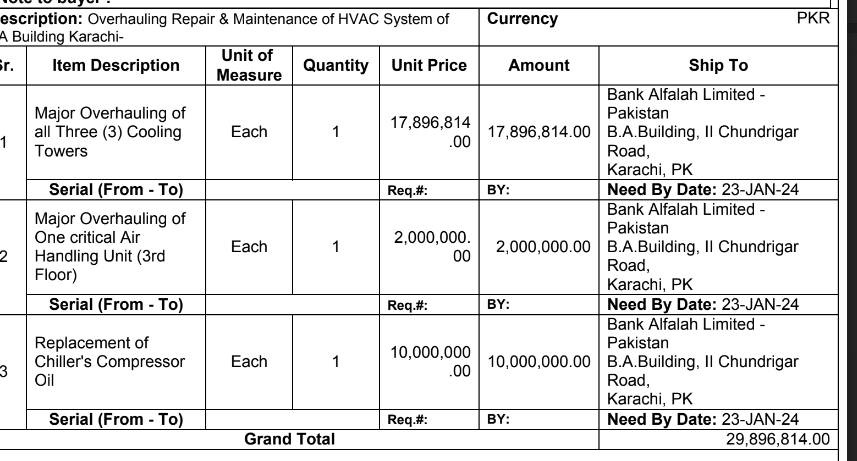 Description: Overhauling Repair & Maintenance of HVAC System of
A Building Karachi-
Currency
PKR
Sr.
Item Description
Unit of
Measure
Quantity
Unit Price
Amount
Ship To
1
Major Overhauling of
all Three (3) Cooling
Towers
Each
1
17,896,814
.00
17,896,814.00
Bank Alfalah Limited -
Pakistan
B.A.Building, II Chundrigar
Road,
Karachi, PK
Serial (From - To)
Req.#:
BY:
Need By Date: 23-JAN-24
2
Major Overhauling of
One critical Air
Handling Unit (3rd
Floor)
Each
1
2,000,000.
00
2,000,000.00
Bank Alfalah Limited -
Pakistan
B.A.Building, II Chundrigar
Road,
Karachi, PK
Serial (From - To)
Req.#:
BY:
Need By Date: 23-JAN-24
3
Replacement of
Chiller's Compressor
Oil
Each
1
10,000,000
.00
10,000,000.00
Bank Alfalah Limited -
Pakistan
B.A.Building, II Chundrigar
Road,
Karachi, PK
Serial (From - To)
Req.#:
BY:
Need By Date: 23-JAN-24
Grand Total
29,896,814.00